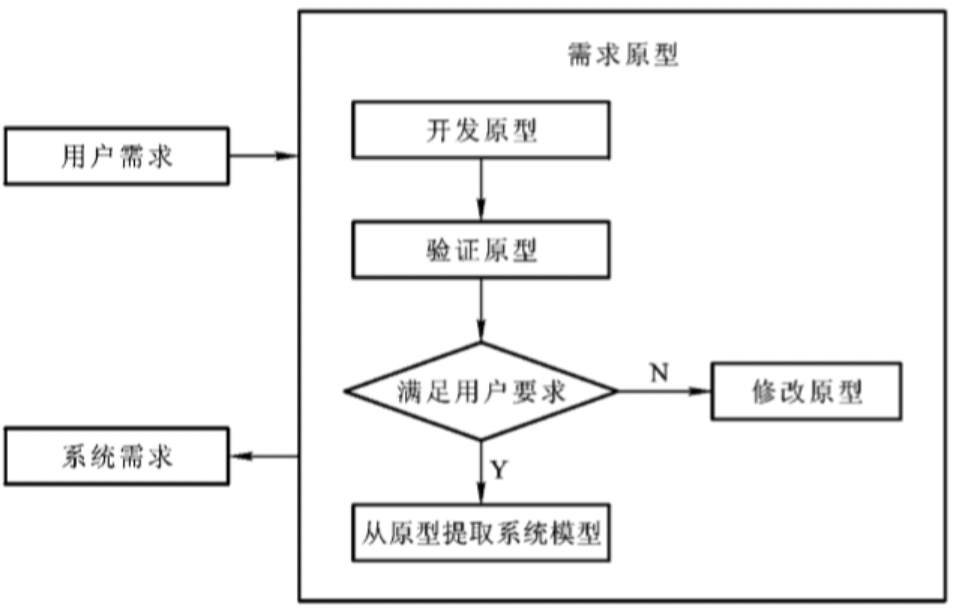 需求原型
开发原型
用户需求
验证原型
满足用户要求
N
修改原型
系统需求
Y
从原型提取系统模型